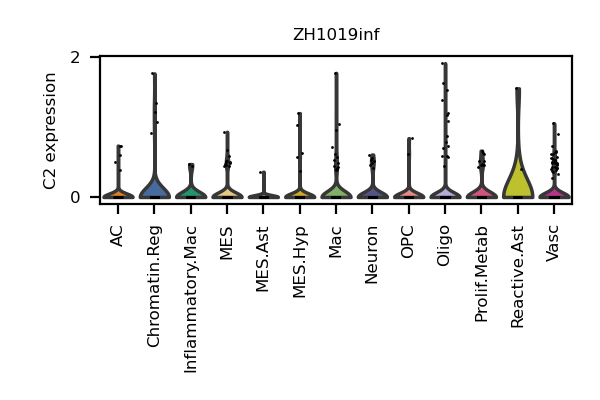 ZH1019inf
C2 expression
2
0
AC
Chromatin.Reg
Inflammatory.Mac
MES
MES.Ast
MES.Hyp
Mac
Neuron
OPC
Oligo
Prolif.Metab
Reactive.Ast
Vasc